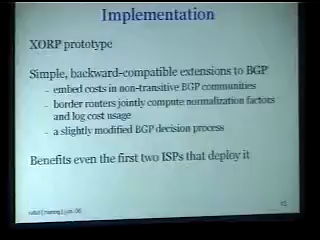 Implementation
XORP prototype
Simple, backward-compatible extensions to BGP
- embed costs in non-transitive BGP communities
- border routers jointly compute normalization factors
and log cost usage
- a slightly modified BGP decision process
Benefits even the first two ISPs that deploy it